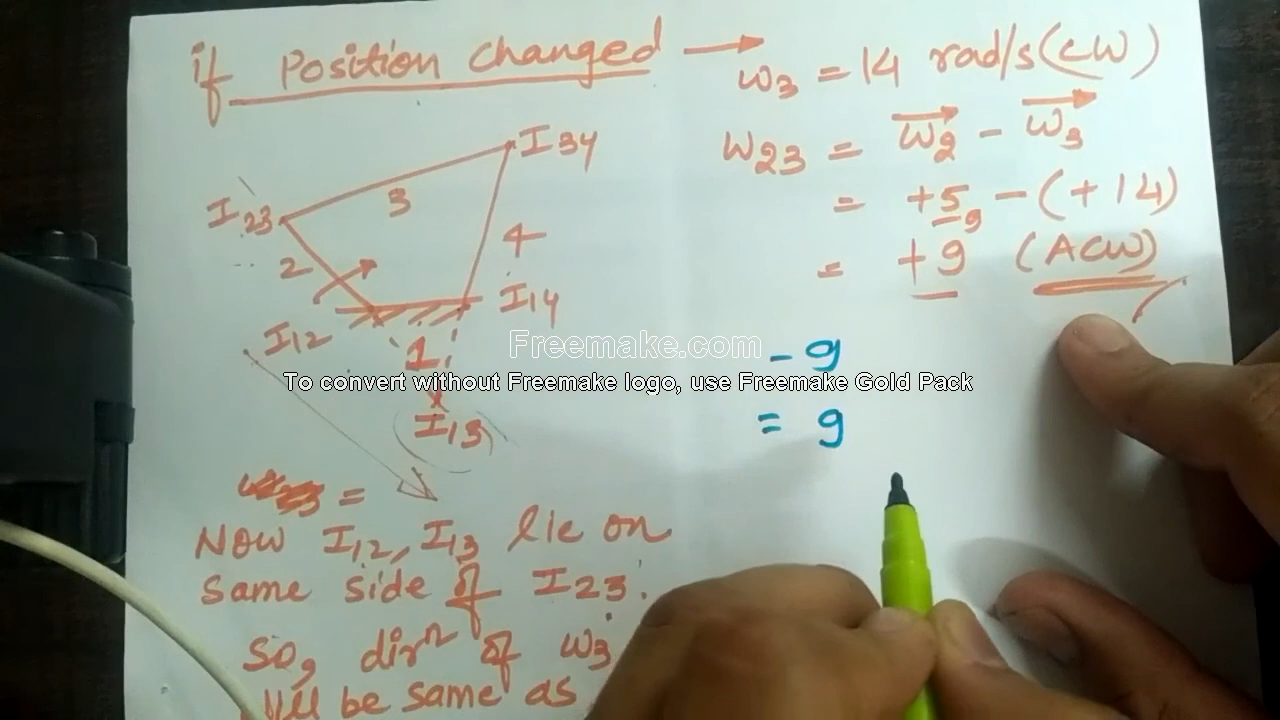 if Position changed →
ω3 = 14 rad/s (CW)
ω23 = ω2 - ω3
= +5 - (+14)
9
= +9 (ACW)
I34
I23
3
2
4
I14
I12
1
x
I13
- 9
= 9
Freemake.com
To convert without Freemake logo, use Freemake Gold Pack
=
Now I12, I13 lie on
same side of I23.
So, dirn of ω3
will be same as